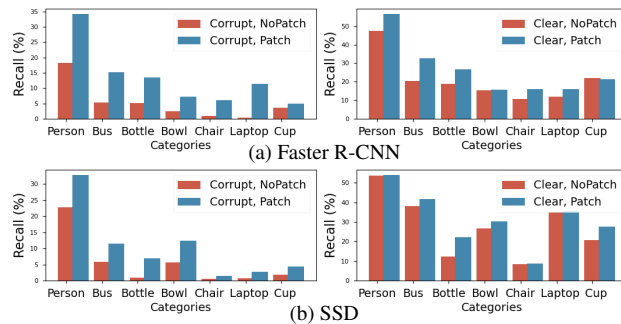 Recall (%)
35
30
25
20
15
10
5
0
Corrupt, NoPatch
Corrupt, Patch
Person Bus Bottle Bowl Chair Laptop Cup
Categories
Recall (%)
50
40
30
20
10
0
Clear, NoPatch
Clear, Patch
Person Bus Bottle Bowl Chair Laptop Cup
Categories
(a) Faster R-CNN
Recall (%)
30
25
20
15
10
5
0
Corrupt, NoPatch
Corrupt, Patch
Person Bus Bottle Bowl Chair Laptop Cup
Categories
Recall (%)
50
40
30
20
10
0
Clear, NoPatch
Clear, Patch
Person Bus Bottle Bowl Chair Laptop Cup
Categories
(b) SSD